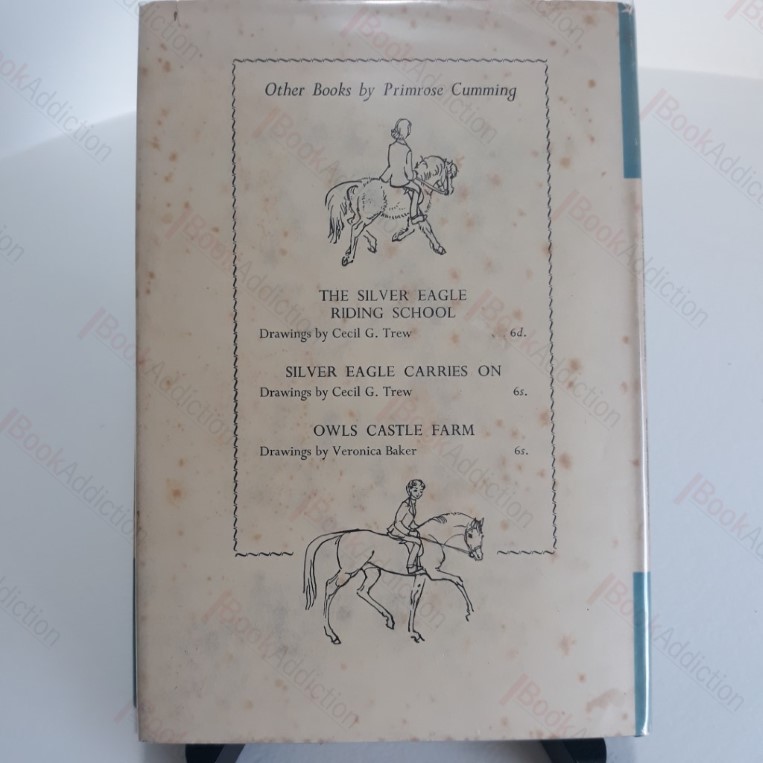 Other Books by Primrose Cumming
THE SILVER EAGLE
RIDING SCHOOL
Drawings by Cecil G. Trew 6d.
SILVER EAGLE CARRIES ON
Drawings by Cecil G. Trew 6s.
OWLS CASTLE FARM
Drawings by Veronica Baker 6s.
BookAddiction